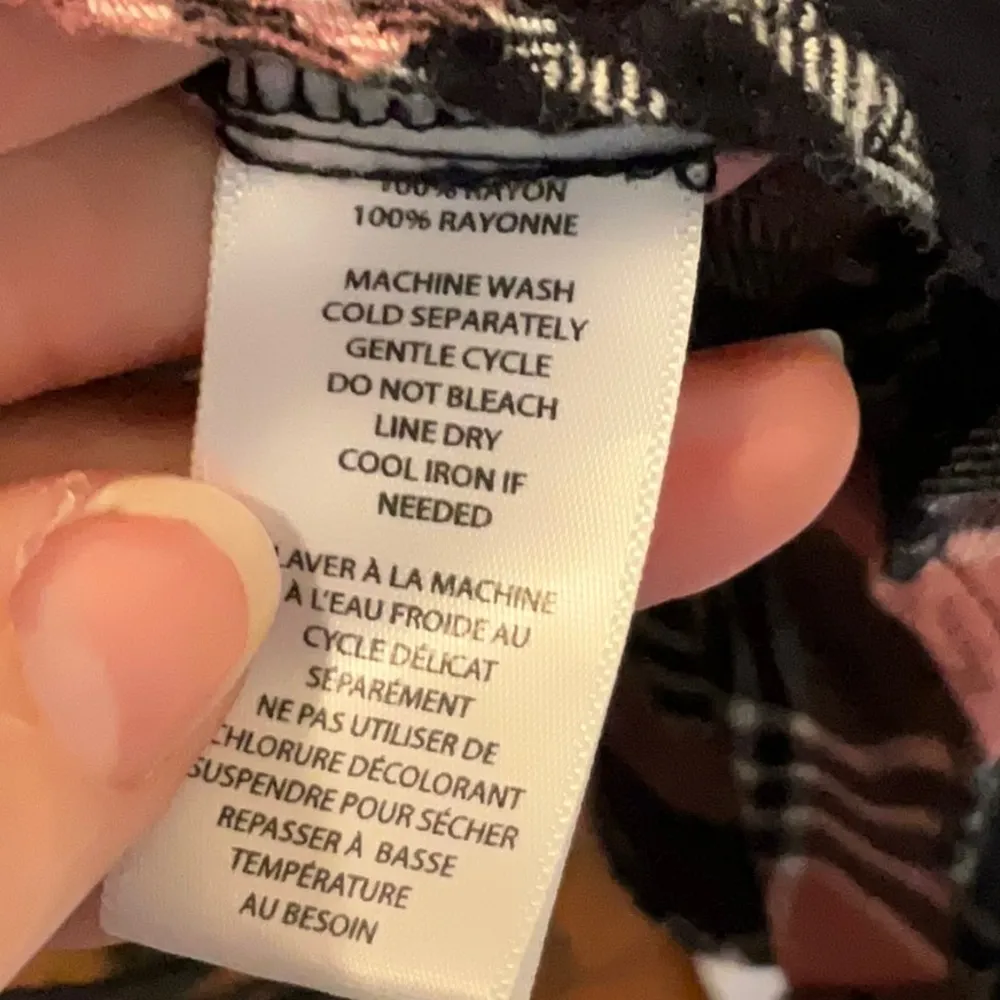 100% RAYON
100% RAYONNE
MACHINE WASH
COLD SEPARATELY
GENTLE CYCLE
DO NOT BLEACH
LINE DRY
COOL IRON IF
NEEDED
LAVER À LA MACHINE
À L'EAU FROIDE AU
CYCLE DÉLICAT
SÉPARÉMENT
NE PAS UTILISER DE
CHLORURE DÉCOLORANT
SUSPENDRE POUR SÉCHER
REPASSER À BASSE
TEMPÉRATURE
AU BESOIN